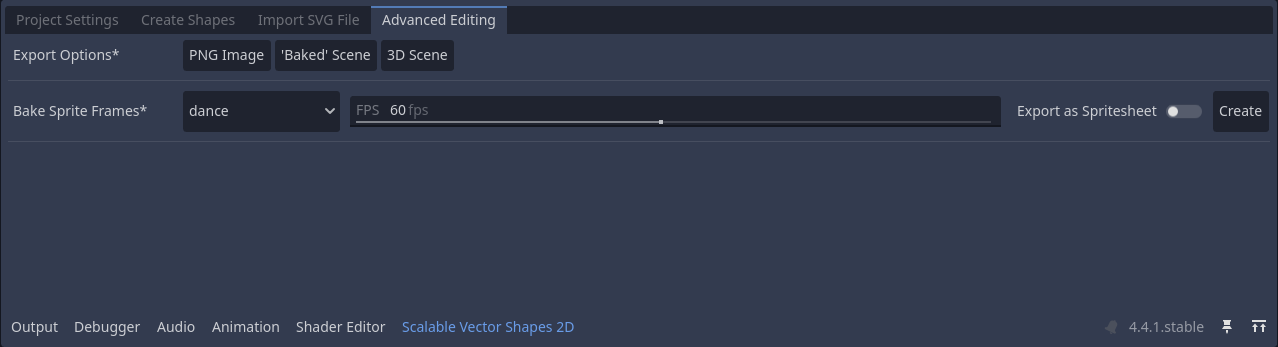 Project Settings Create Shapes Import SVG File Advanced Editing
Export Options* PNG Image 'Baked' Scene 3D Scene
Bake Sprite Frames* dance FPS 60 fps Export as Spritesheet Create
Output Debugger Audio Animation Shader Editor Scalable Vector Shapes 2D 4.4.1.stable